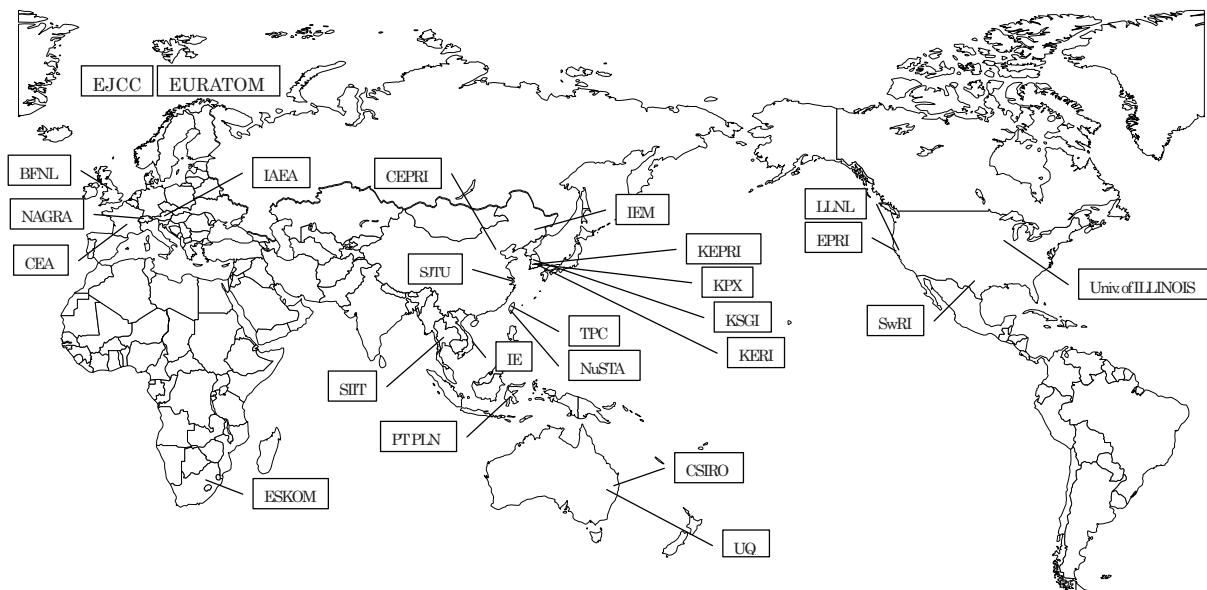 EJCC
EURATOM
BFNL
IAEA
CEPRI
NAGRA
IEM
LLNL
CEA
EPRI
KEPRI
SJTU
KPX
Univ. of ILLINOIS
KSGI
SwRI
TPC
KERI
IE
NuSTA
SIIT
PT PLN
CSIRO
ESKOM
UQ